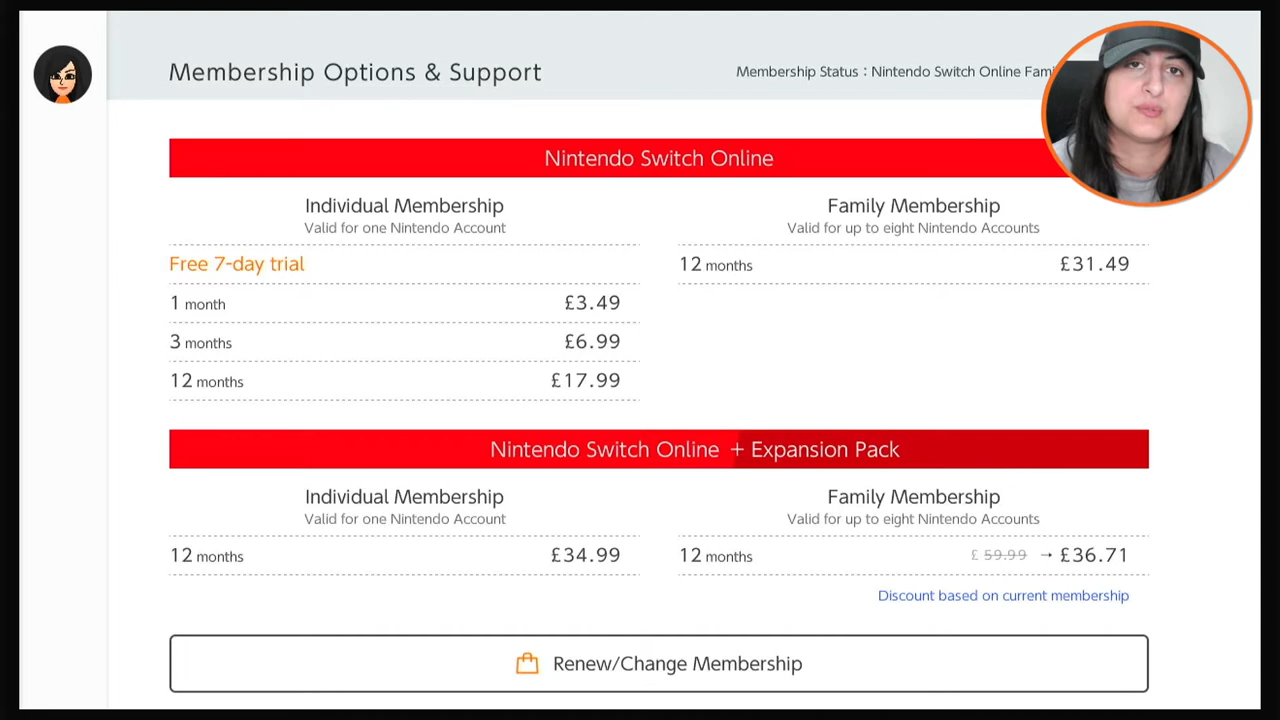 Membership Options & Support
Membership Status : Nintendo Switch Online
Nintendo Switch Online
Individual Membership
Valid for one Nintendo Account
Free 7-day trial
1 month £3.49
3 months £6.99
12 months £17.99
Family Membership
Valid for up to eight Nintendo Accounts
12 months £31.49
Nintendo Switch Online + Expansion Pack
Individual Membership
Valid for one Nintendo Account
12 months £34.99
Family Membership
Valid for up to eight Nintendo Accounts
12 months £ 59.99 → £36.71
Discount based on current membership
Renew/Change Membership